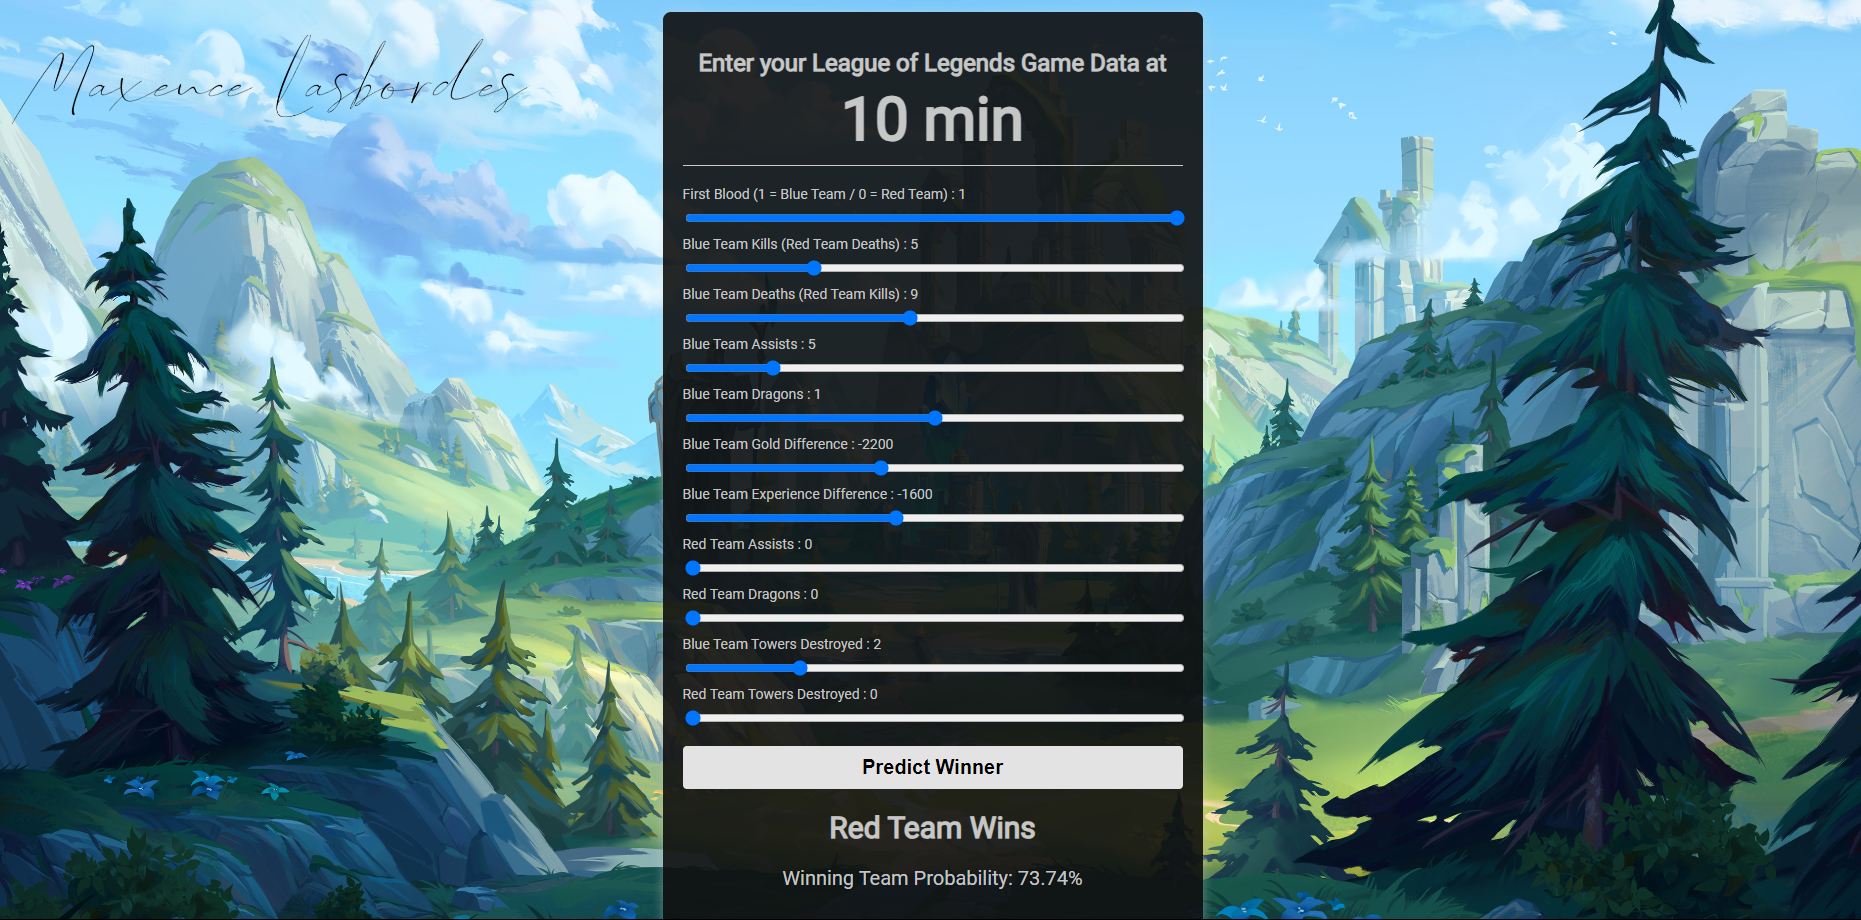 Maxence Lasbordes
Enter your League of Legends Game Data at
10 min
First Blood (1 = Blue Team / 0 = Red Team) : 1
Blue Team Kills (Red Team Deaths) : 5
Blue Team Deaths (Red Team Kills) : 9
Blue Team Assists : 5
Blue Team Dragons : 1
Blue Team Gold Difference : -2200
Blue Team Experience Difference : -1600
Red Team Assists : 0
Red Team Dragons : 0
Blue Team Towers Destroyed : 2
Red Team Towers Destroyed : 0
Predict Winner
Red Team Wins
Winning Team Probability: 73.74%